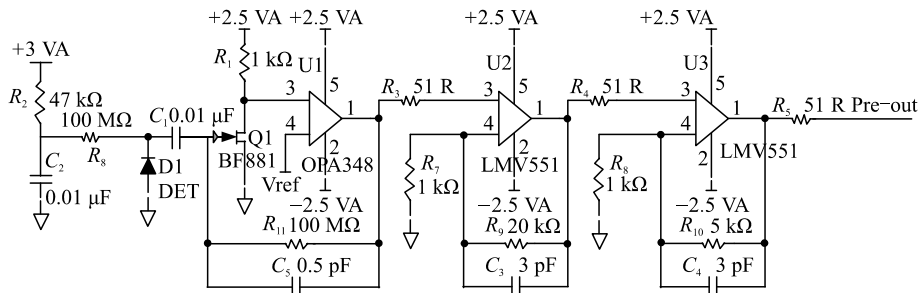 +2.5 VA +2.5 VA +2.5 VA +2.5 VA
+3 VA R1 1 kΩ U1 U2 U3
R2 47 kΩ 5 R3 51 R 5 R4 51 R 5
100 MΩ C1 0.01 μF 3 1 3 1 3 1 R5 51 R Pre-out
R8 Q1 4 4 4
C2 D1 BF881 2 OPA348 R7 2 LMV551 R8 2 LMV551
0.01 μF DET Vref 1 kΩ 1 kΩ
−2.5 VA −2.5 VA −2.5 VA
R11 100 MΩ R9 20 kΩ R10 5 kΩ
C5 0.5 pF C3 3 pF C4 3 pF